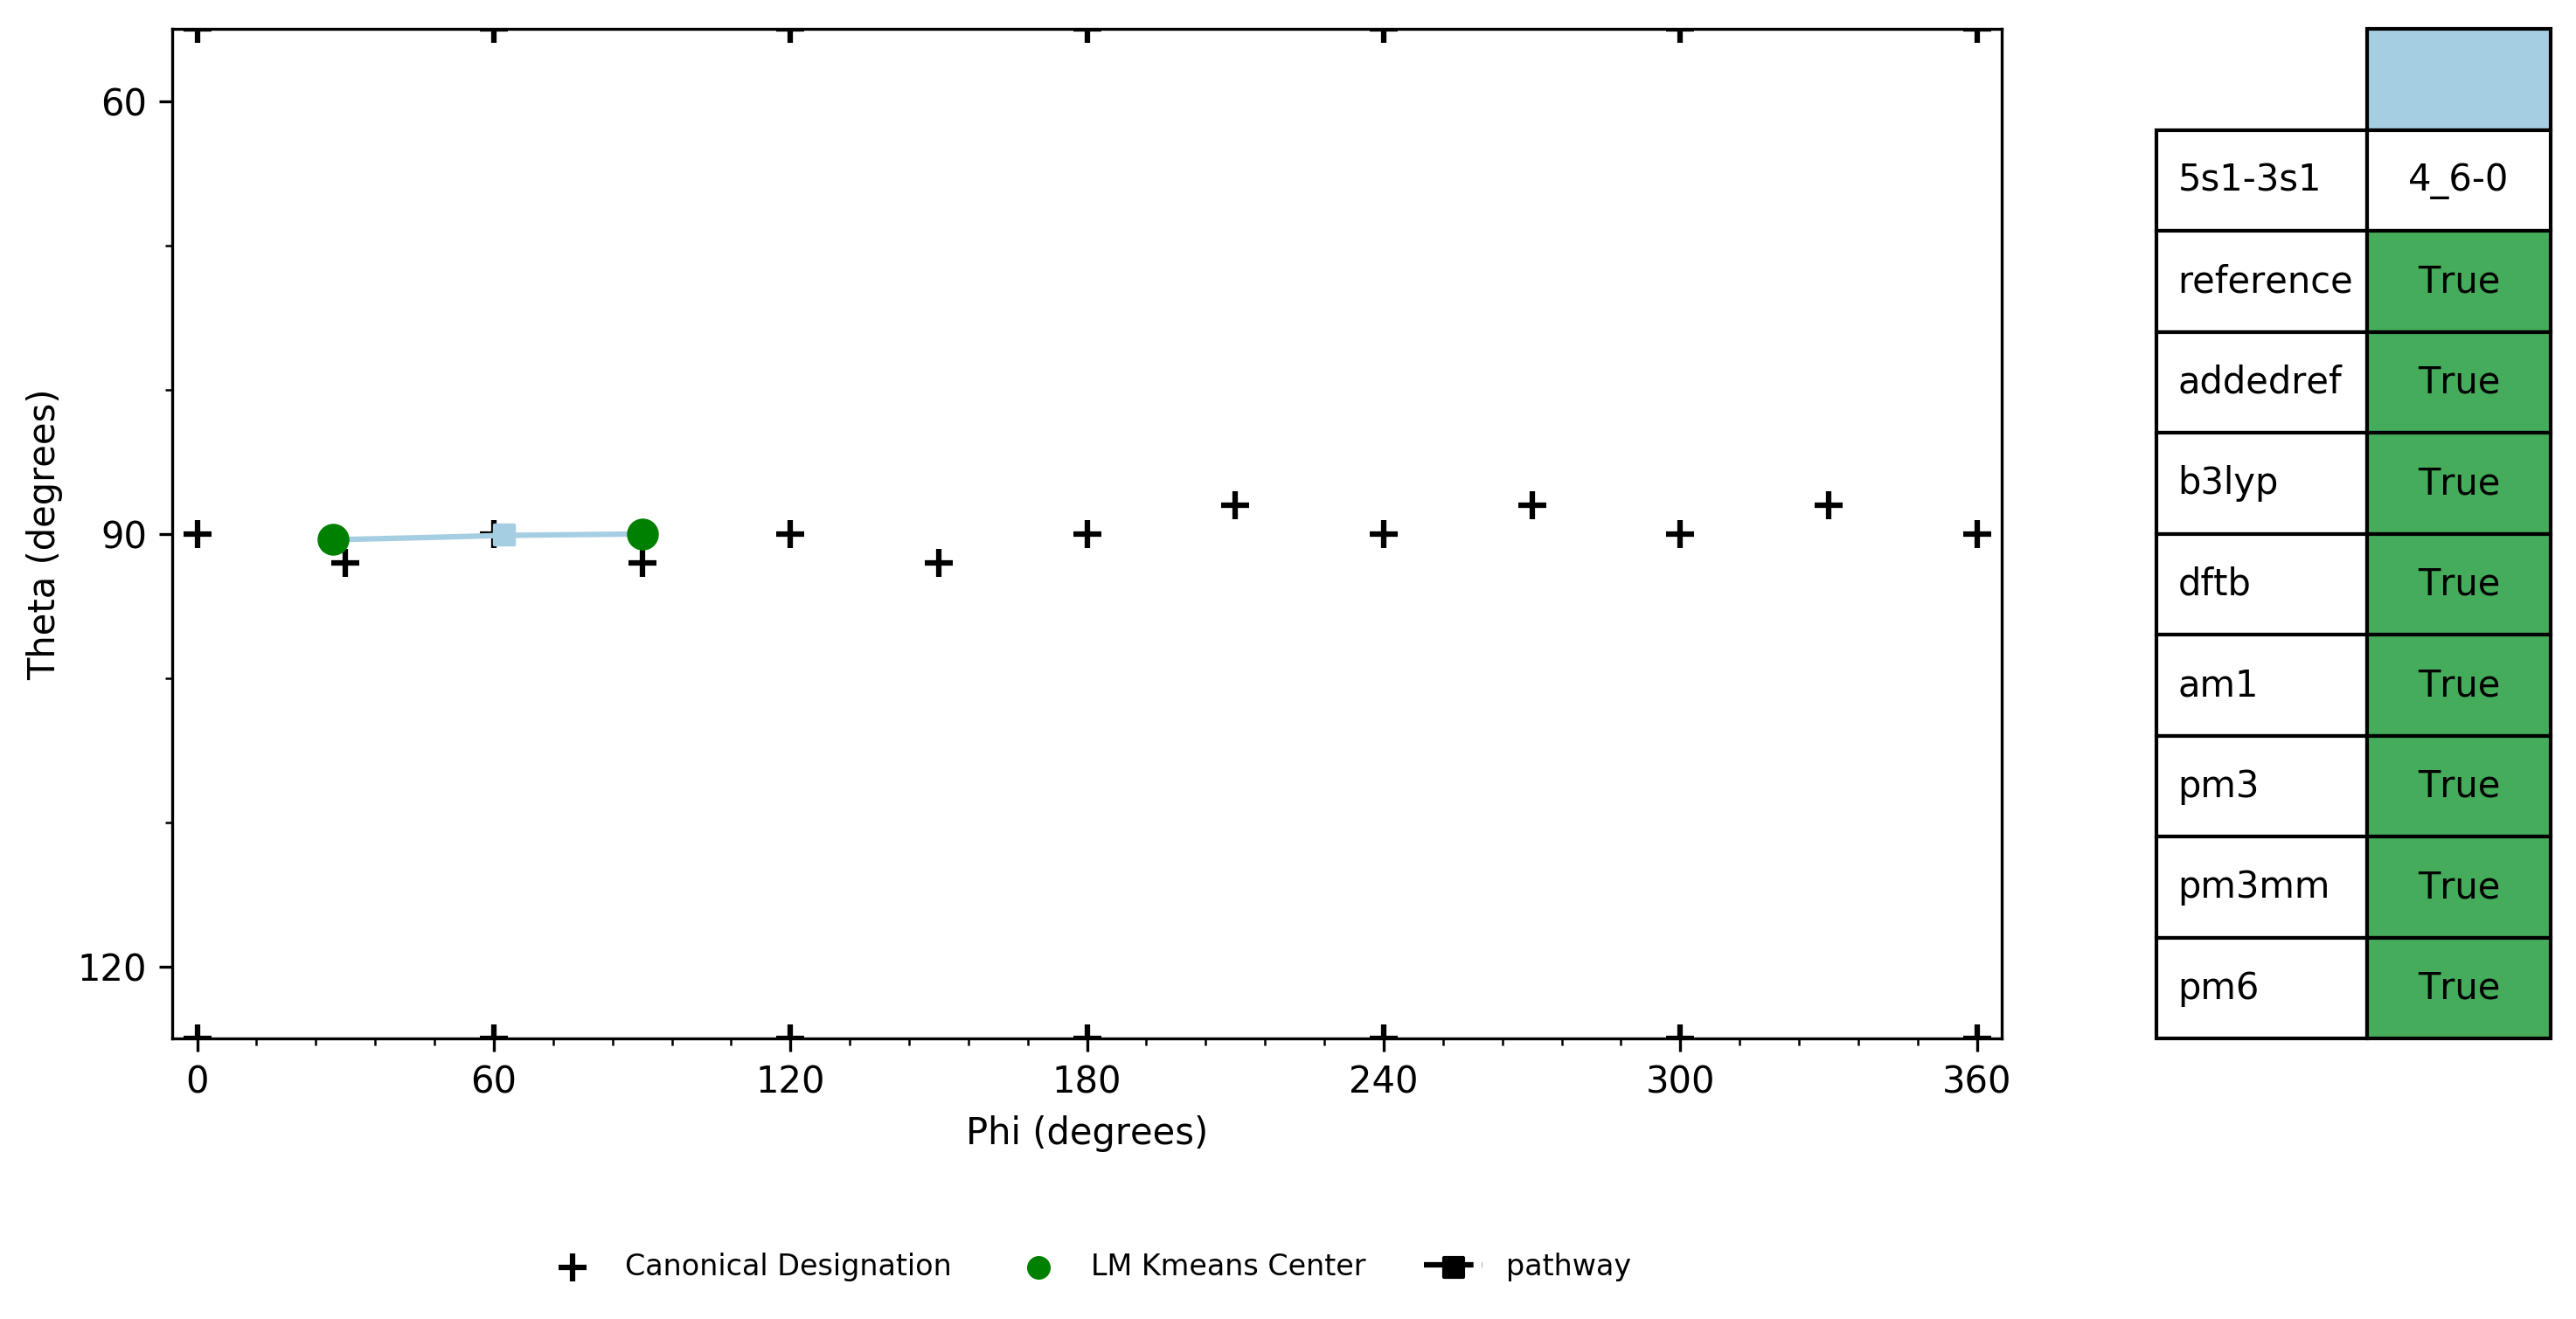 60
90
120
Theta (degrees)
0 60 120 180 240 300 360
Phi (degrees)
Canonical Designation LM Kmeans Center pathway
5s1-3s1 4_6-0
reference True
addedref True
b3lyp True
dftb True
am1 True
pm3 True
pm3mm True
pm6 True